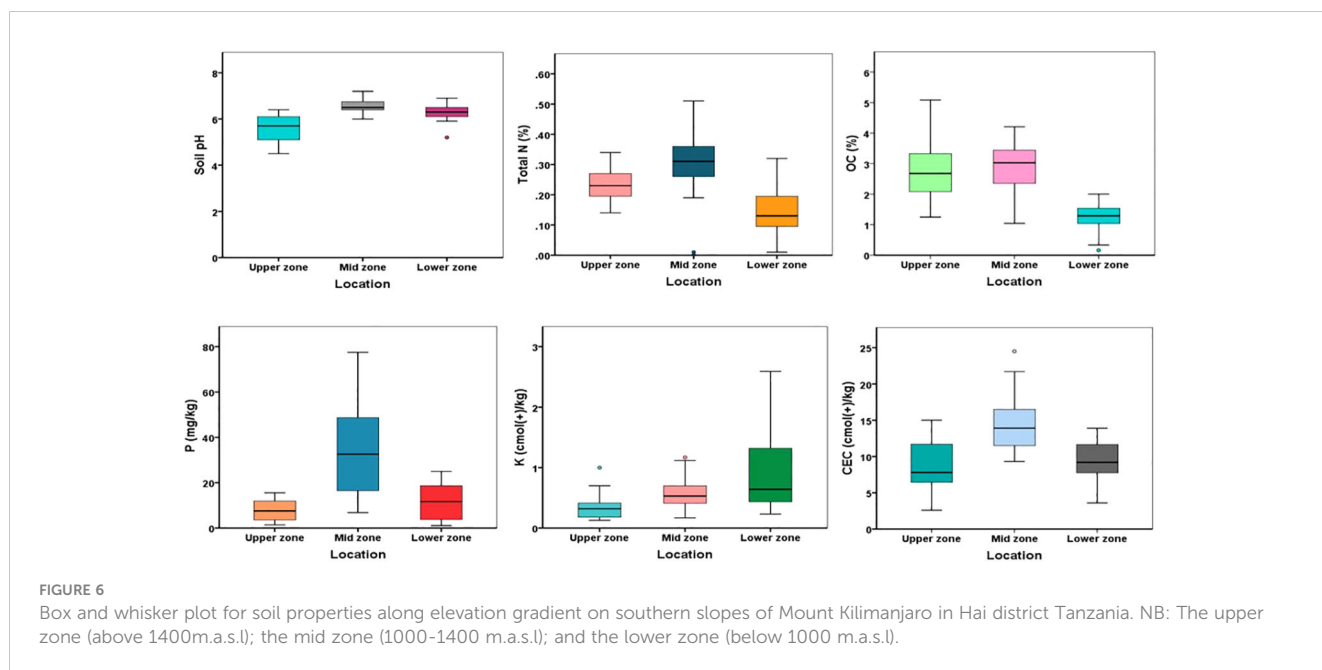 Soil pH
8
6
4
2
0
Upper zone Mid zone Lower zone
Location
Total N (%)
.60
.50
.40
.30
.20
.10
.00
Upper zone Mid zone Lower zone
Location
OC (%)
6
5
4
3
2
1
0
Upper zone Mid zone Lower zone
Location
P (mg/kg)
80
60
40
20
0
Upper zone Mid zone Lower zone
Location
K (cmol(+)/kg)
3
2
1
0
Upper zone Mid zone Lower zone
Location
CEC (cmol(+)/kg)
25
20
15
10
5
0
Upper zone Mid zone Lower zone
Location
FIGURE 6
Box and whisker plot for soil properties along elevation gradient on southern slopes of Mount Kilimanjaro in Hai district Tanzania. NB: The upper
zone (above 1400m.a.s.l); the mid zone (1000-1400 m.a.s.l); and the lower zone (below 1000 m.a.s.l).